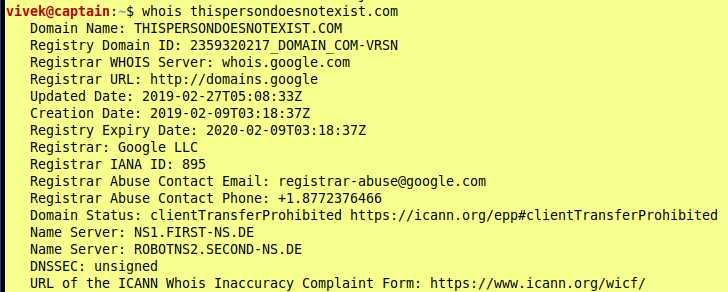 vivek@captain:~$ whois thispersondoesnotexist.com
Domain Name: THISPERSONDOESNOTEXIST.COM
Registry Domain ID: 2359320217_DOMAIN_COM-VRSN
Registrar WHOIS Server: whois.google.com
Registrar URL: http://domains.google
Updated Date: 2019-02-27T05:08:33Z
Creation Date: 2019-02-09T03:18:37Z
Registry Expiry Date: 2020-02-09T03:18:37Z
Registrar: Google LLC
Registrar IANA ID: 895
Registrar Abuse Contact Email: registrar-abuse@google.com
Registrar Abuse Contact Phone: +1.8772376466
Domain Status: clientTransferProhibited https://icann.org/epp#clientTransferProhibited
Name Server: NS1.FIRST-NS.DE
Name Server: ROBOTNS2.SECOND-NS.DE
DNSSEC: unsigned
URL of the ICANN Whois Inaccuracy Complaint Form: https://www.icann.org/wicf/